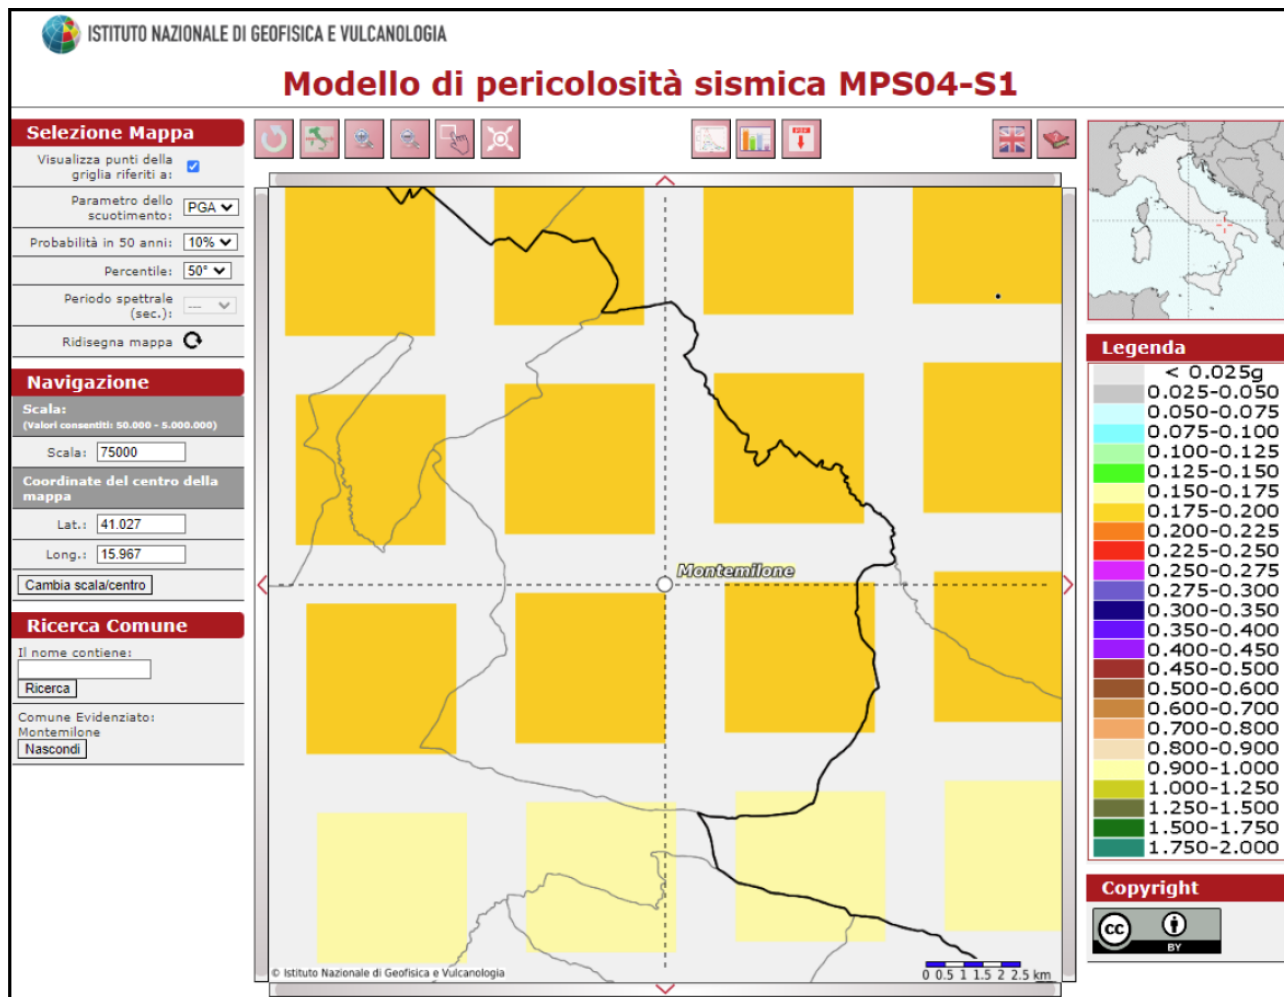 ISTITUTO NAZIONALE DI GEOFISICA E VULCANOLOGIA
Modello di pericolosità sismica MPS04-S1
Selezione Mappa
Visualizza punti della
griglia riferiti a:
Parametro dello
scuotimento:
PGA
Probabilità in 50 anni:
10%
Percentile:
50°
Periodo spettrale
(sec.):
---
Ridisegna mappa
Navigazione
Scala:
(Valori consentiti: 50.000 - 5.000.000)
Scala:
75000
Coordinate del centro della
mappa
Lat.:
41.027
Long.:
15.967
Cambia scala/centro
Ricerca Comune
Il nome contiene:
Ricerca
Comune Evidenziato:
Montemilone
Nascondi
PDF
Montemilone
© Istituto Nazionale di Geofisica e Vulcanologia
0 0.5 1 1.5 2 2.5 km
Legenda
< 0.025g
0.025-0.050
0.050-0.075
0.075-0.100
0.100-0.125
0.125-0.150
0.150-0.175
0.175-0.200
0.200-0.225
0.225-0.250
0.250-0.275
0.275-0.300
0.300-0.350
0.350-0.400
0.400-0.450
0.450-0.500
0.500-0.600
0.600-0.700
0.700-0.800
0.800-0.900
0.900-1.000
1.000-1.250
1.250-1.500
1.500-1.750
1.750-2.000
Copyright
cc
BY